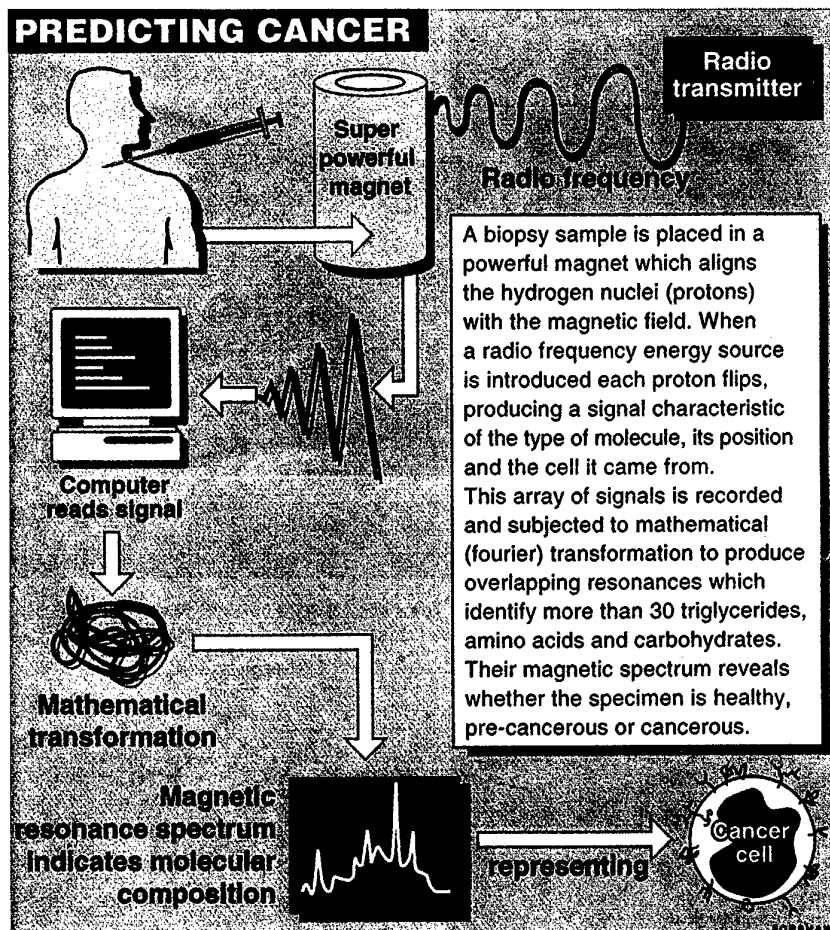 PREDICTING CANCER
Radio
transmitter
Super
powerful
magnet
Radio frequency
A biopsy sample is placed in a
powerful magnet which aligns
the hydrogen nuclei (protons)
with the magnetic field. When
a radio frequency energy source
is introduced each proton flips,
producing a signal characteristic
of the type of molecule, its position
and the cell it came from.
This array of signals is recorded
and subjected to mathematical
(fourier) transformation to produce
overlapping resonances which
identify more than 30 triglycerides,
amino acids and carbohydrates.
Their magnetic spectrum reveals
whether the specimen is healthy,
pre-cancerous or cancerous.
Computer
reads signal
Mathematical
transformation
Magnetic
resonance spectrum
indicates molecular
composition
representing
Cancer
cell